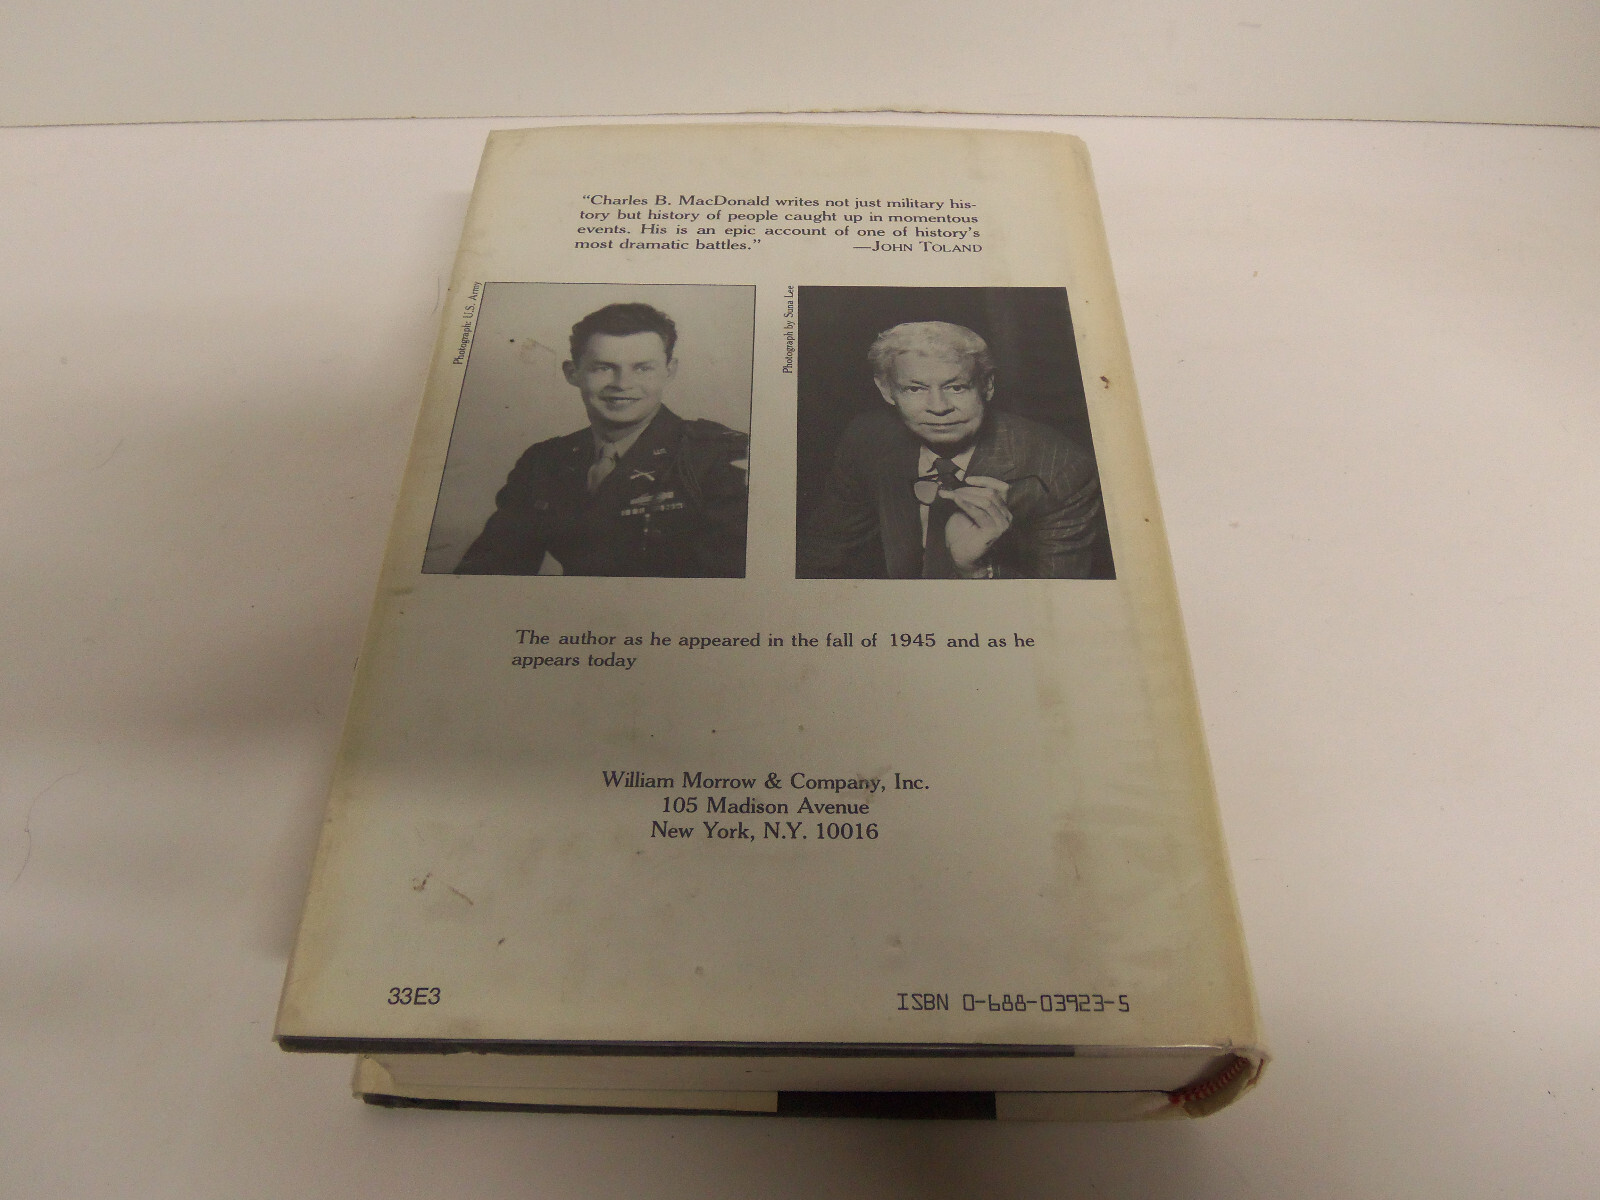 “Charles B. MacDonald writes not just military his-
tory but history of people caught up in momentous
events. His is an epic account of one of history's
most dramatic battles.” —JOHN TOLAND
Photograph: U.S. Army
Photograph by Suna Lee
The author as he appeared in the fall of 1945 and as he
appears today
William Morrow & Company, Inc.
105 Madison Avenue
New York, N.Y. 10016
33E3
ISBN 0-688-03923-5